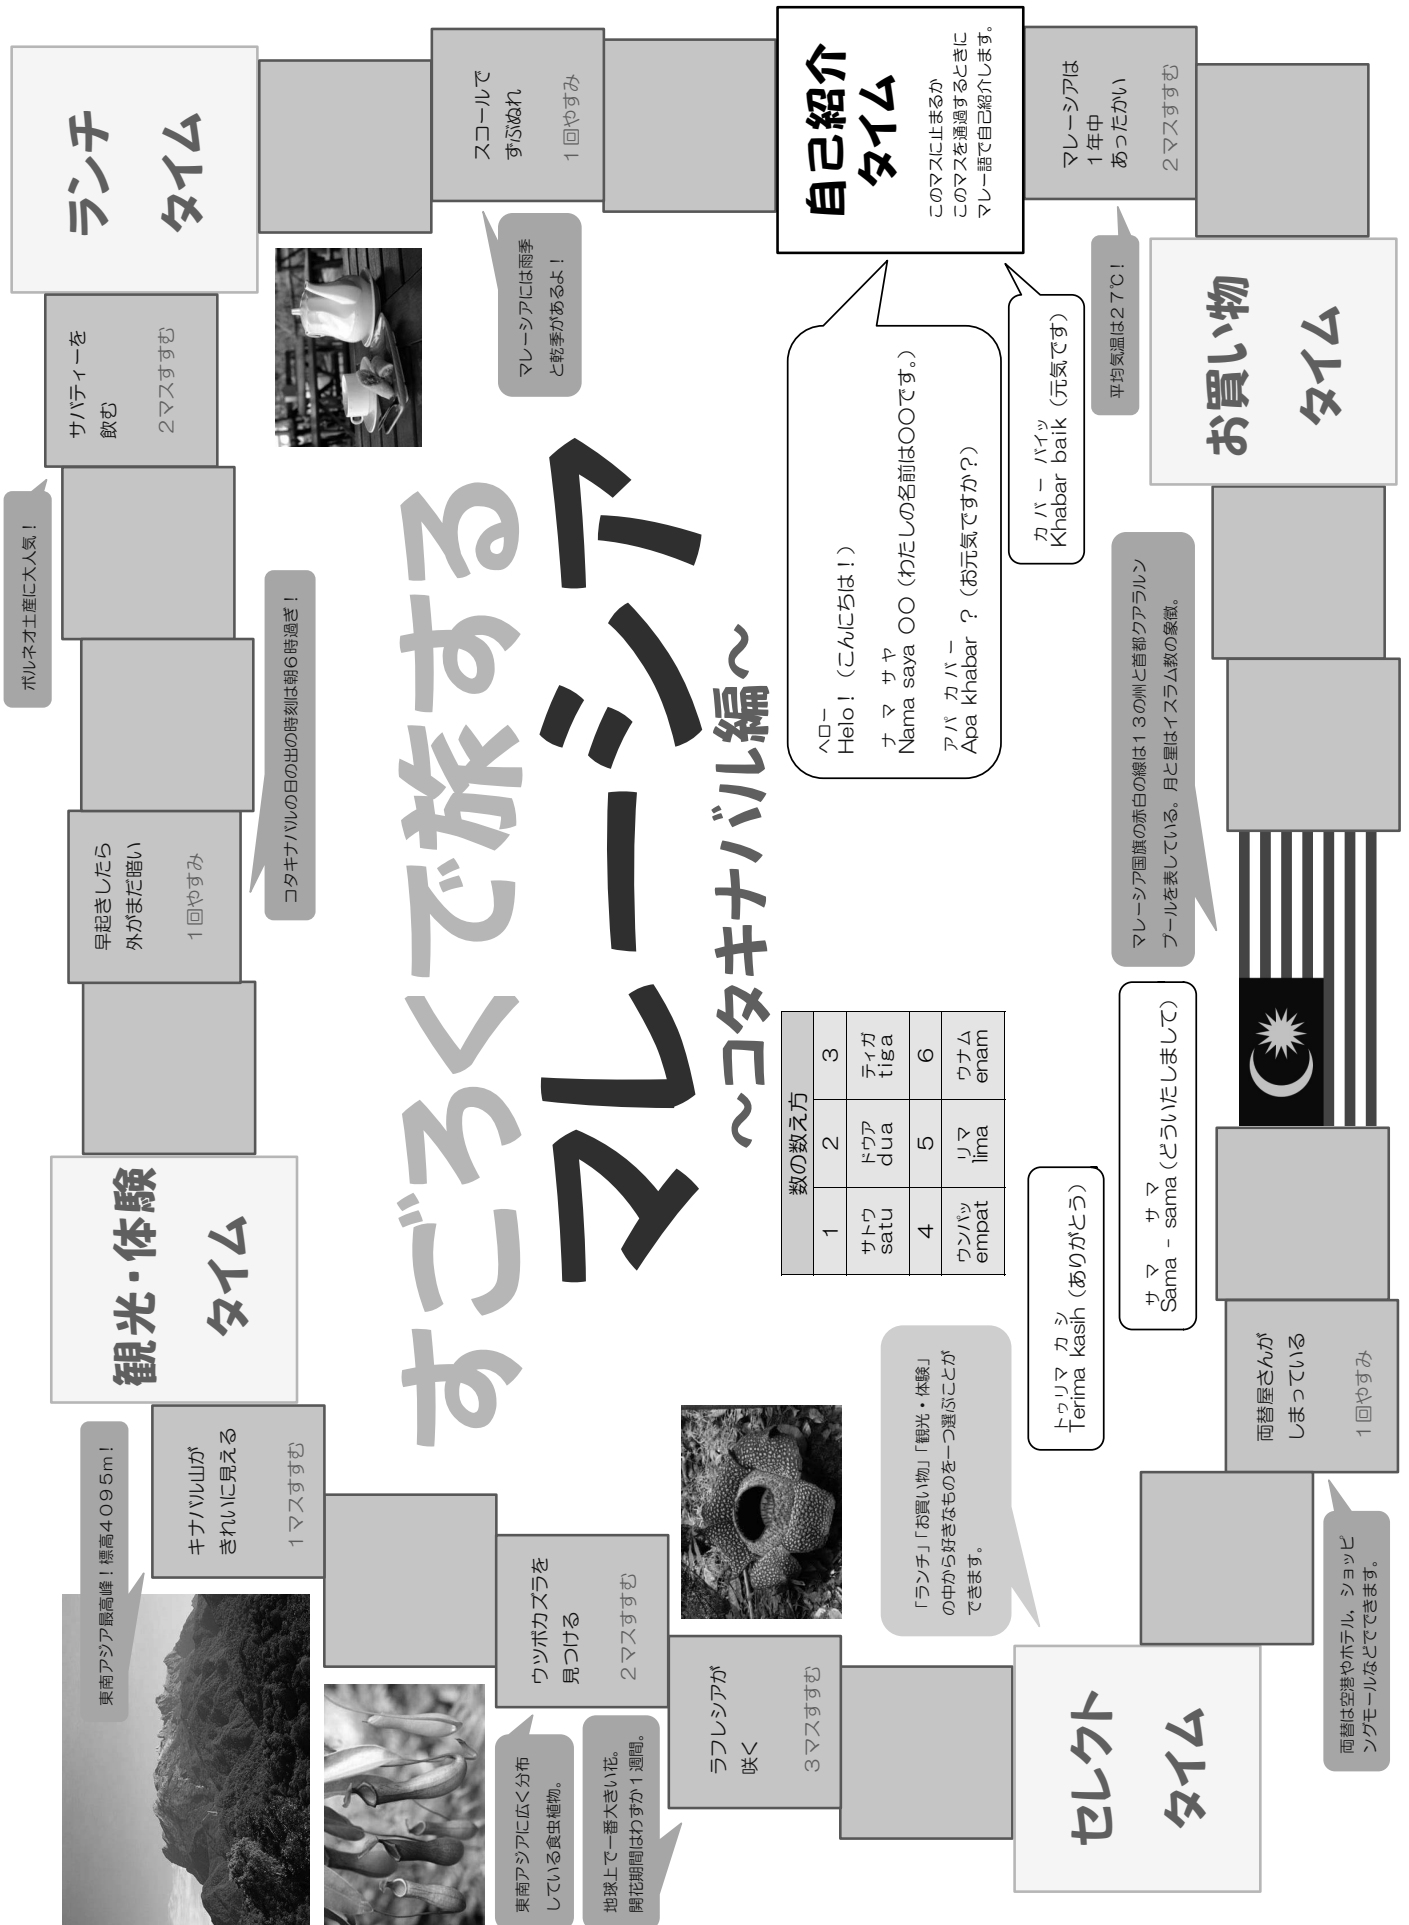 すごろくで旅する
マレーシア
～コタキナバル編～
観光・体験
タイム
早起きしたら
外がまだ暗い
1回やすみ
コタキナバルの日の出の時刻は朝6時過ぎ！
サバティーを
飲む
2マスすすむ
ボルネオ土産に大人気！
ランチ
タイム
スコールで
ずぶぬれ
1回やすみ
マレーシアには雨季
と乾季があるよ！
自己紹介
タイム
このマスに止まるか
このマスを通過するときに
マレー語で自己紹介します。
ヘロー
Helo！（こんにちは！）
ナ マ サ ヤ
Nama saya 〇〇（わたしの名前は〇〇です。）
アパ カバー
Apa khabar ？（お元気ですか？）
カ バ ー バイッ
Khabar baik（元気です）
マレーシアは
1年中
あったかい
2マスすすむ
平均気温は27℃！
お買い物
タイム
マレーシア国旗の赤白の線は13の州と首都クアラルン
プールを表している。月と星はイスラム教の象徴。
数の数え方
1 2 3
サトウ ドウア ティガ
satu dua tiga
4 5 6
ウンパッ リマ ウナム
empat lima enam
トゥリマ カ シ
Terima kasih（ありがとう）
サ マ サ マ
Sama - sama（どういたしまして）
両替屋さんが
しまっている
1回やすみ
両替は空港やホテル、ショッピ
ングモールなどでできます。
セレクト
タイム
「ランチ」「お買い物」「観光・体験」
の中から好きなものを一つ選ぶことが
できます。
ラフレシアが
咲く
3マスすすむ
地球上で一番大きい花。
開花期間はわずか1週間。
ウツボカズラを
見つける
2マスすすむ
東南アジアに広く分布
している食虫植物。
キナバル山が
きれいに見える
1マスすすむ
東南アジア最高峰！標高4095m！